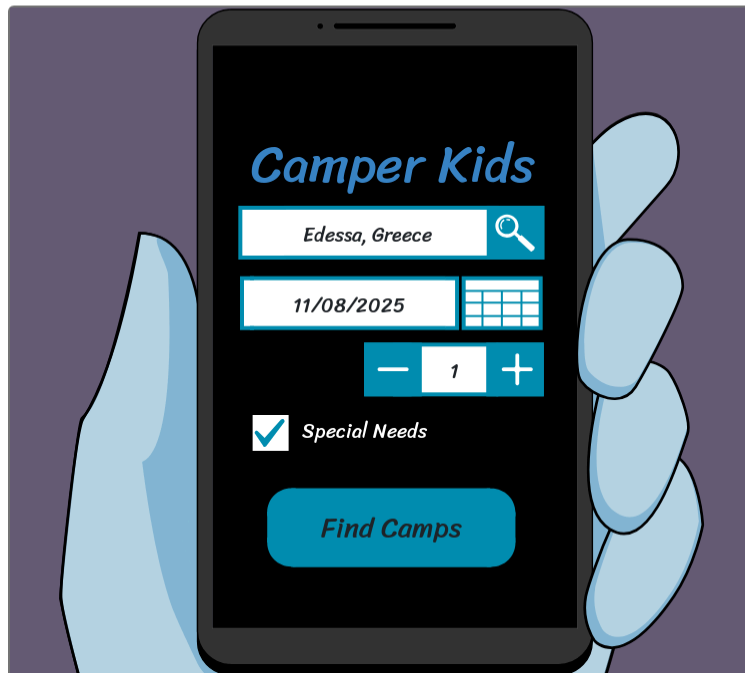 Camper Kids
Edessa, Greece
11/08/2025
1
Special Needs
Find Camps